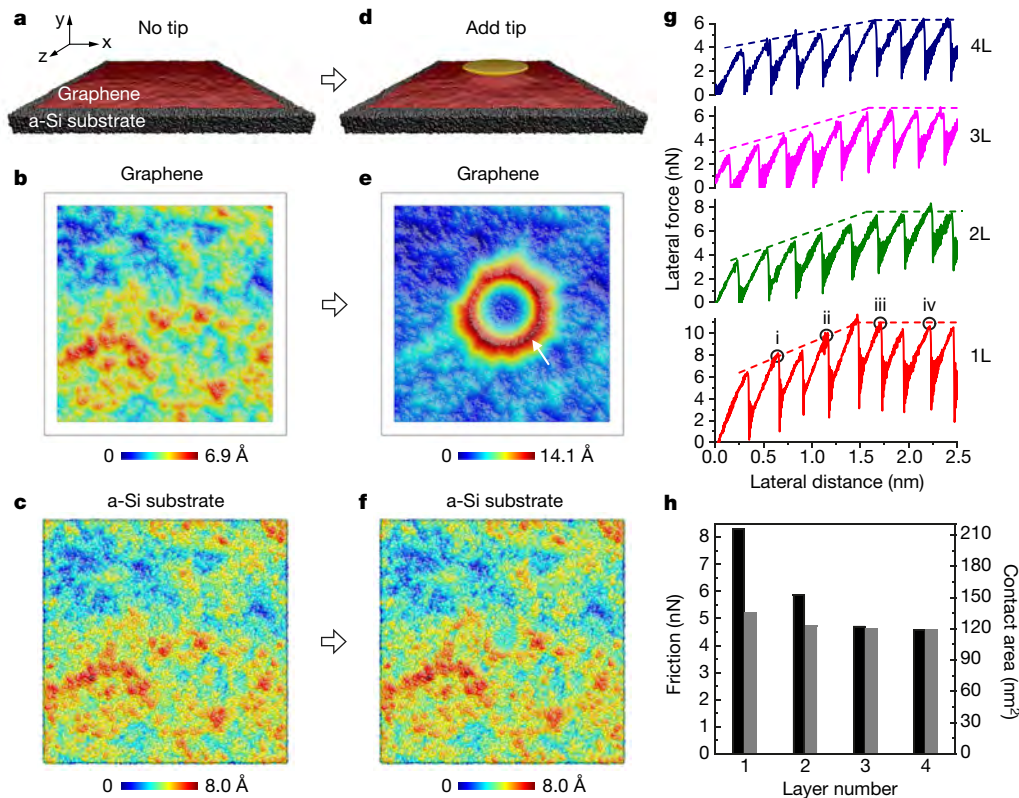 a
No tip
y
x
z
Graphene
a-Si substrate
d
Add tip
b
Graphene
0 6.9 Å
e
Graphene
0 14.1 Å
c
a-Si substrate
0 8.0 Å
f
a-Si substrate
0 8.0 Å
g
6
4
2
0
4L
6
4
2
0
3L
8
6
4
2
0
2L
10
8
6
4
2
0
i
ii
iii
iv
1L
0.0 0.5 1.0 1.5 2.0 2.5
Lateral force (nN)
Lateral distance (nm)
h
8
7
6
5
4
3
2
1
0
Friction (nN)
210
180
150
120
90
60
30
0
Contact area (nm²)
1 2 3 4
Layer number